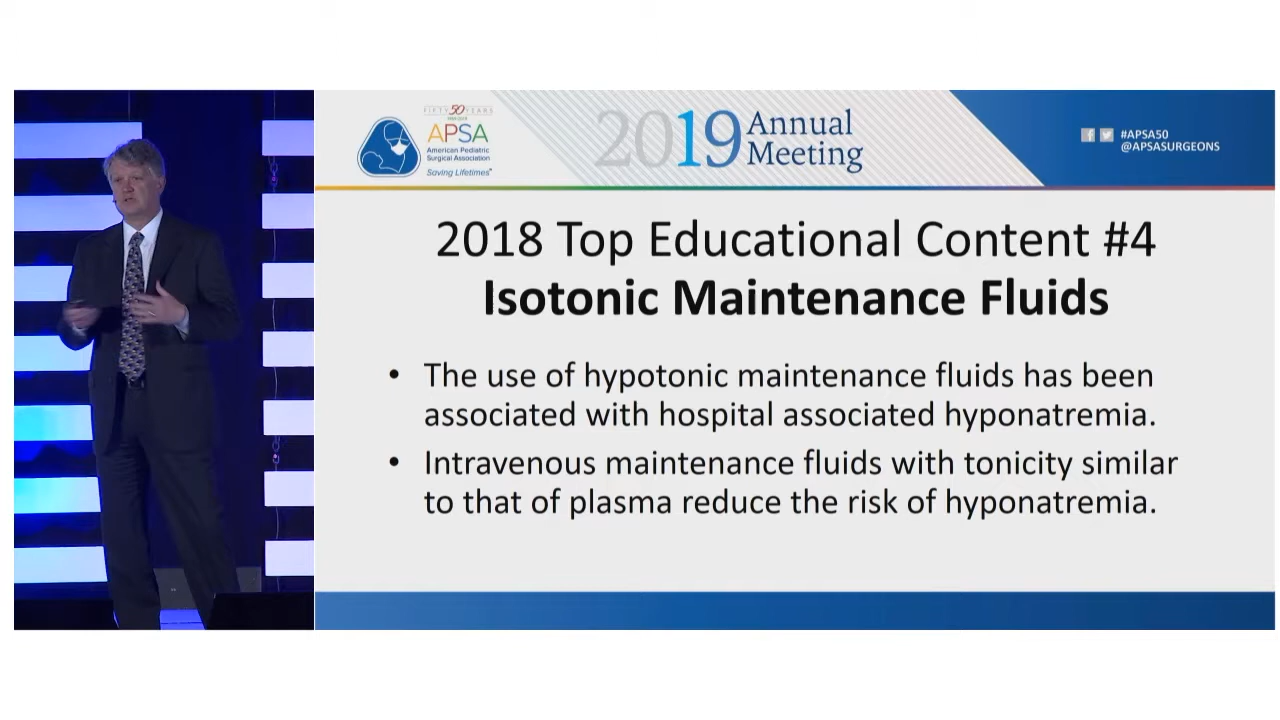 FIFTY 50 YEARS
APSA
American Pediatric
Surgical Association
Saving Lifetimes
2019 Annual
Meeting
#APSA50
@APSASURGEONS
2018 Top Educational Content #4
Isotonic Maintenance Fluids
• The use of hypotonic maintenance fluids has been
associated with hospital associated hyponatremia.
• Intravenous maintenance fluids with tonicity similar
to that of plasma reduce the risk of hyponatremia.